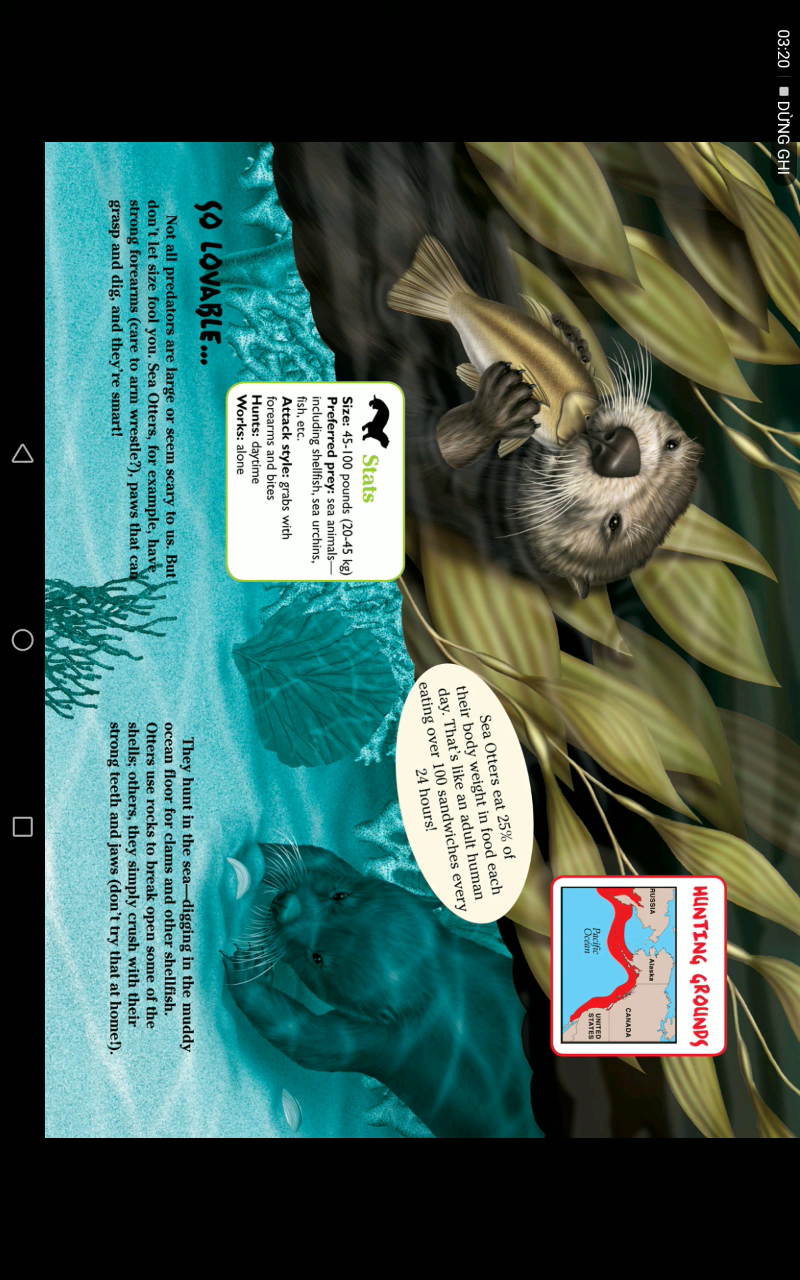 03:20
DỪNG GHI
HUNTING GROUNDS
RUSSIA
Alaska
CANADA
Pacific
Ocean
UNITED
STATES
Sea Otters eat 25% of
their body weight in food each
day. That's like an adult human
eating over 100 sandwiches every
24 hours!
Stats
Size: 45-100 pounds (20-45 kg)
Preferred prey: sea animals—
including shellfish, sea urchins,
fish, etc.
Attack style: grabs with
forearms and bites
Hunts: daytime
Works: alone
SO LOVABLE...
Not all predators are large or seem scary to us. But
don't let size fool you. Sea Otters, for example, have
strong forearms (care to arm wrestle?), paws that can
grasp and dig, and they're smart!
They hunt in the sea—digging in the muddy
ocean floor for clams and other shellfish.
Otters use rocks to break open some of the
shells; others, they simply crush with their
strong teeth and jaws (don't try that at home!).